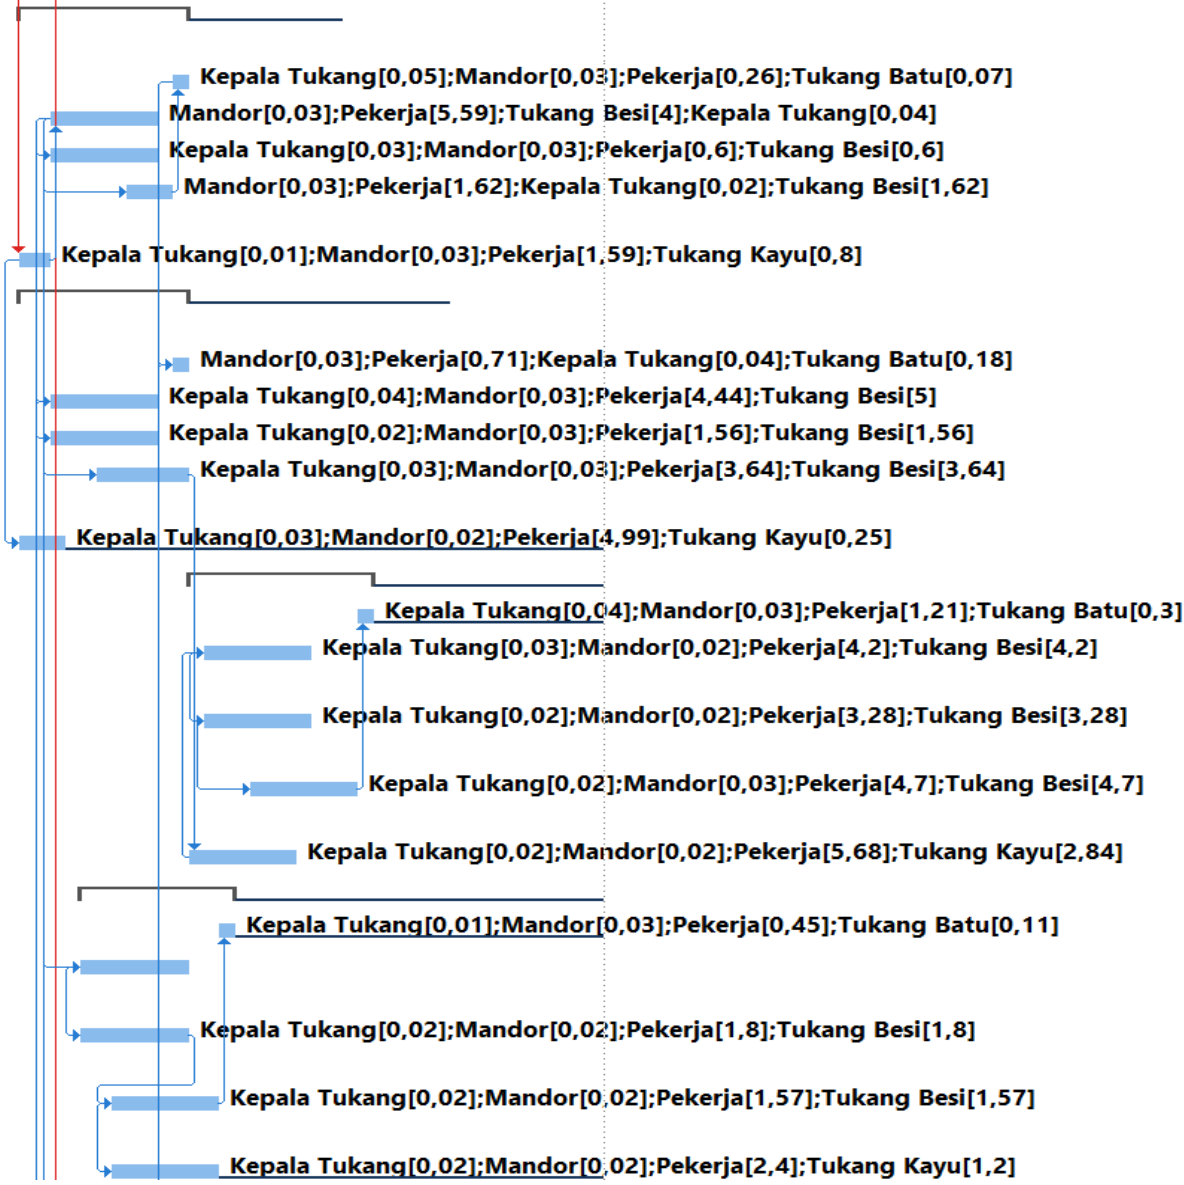 Kepala Tukang[0,05];Mandor[0,03];Pekerja[0,26];Tukang Batu[0,07]
Mandor[0,03];Pekerja[5,59];Tukang Besi[4];Kepala Tukang[0,04]
Kepala Tukang[0,03];Mandor[0,03];Pekerja[0,6];Tukang Besi[0,6]
Mandor[0,03];Pekerja[1,62];Kepala Tukang[0,02];Tukang Besi[1,62]
Kepala Tukang[0,01];Mandor[0,03];Pekerja[1,59];Tukang Kayu[0,8]
Mandor[0,03];Pekerja[0,71];Kepala Tukang[0,04];Tukang Batu[0,18]
Kepala Tukang[0,04];Mandor[0,03];Pekerja[4,44];Tukang Besi[5]
Kepala Tukang[0,02];Mandor[0,03];Pekerja[1,56];Tukang Besi[1,56]
Kepala Tukang[0,03];Mandor[0,03];Pekerja[3,64];Tukang Besi[3,64]
Kepala Tukang[0,03];Mandor[0,02];Pekerja[4,99];Tukang Kayu[0,25]
Kepala Tukang[0,04];Mandor[0,03];Pekerja[1,21];Tukang Batu[0,3]
Kepala Tukang[0,03];Mandor[0,02];Pekerja[4,2];Tukang Besi[4,2]
Kepala Tukang[0,02];Mandor[0,02];Pekerja[3,28];Tukang Besi[3,28]
Kepala Tukang[0,02];Mandor[0,03];Pekerja[4,7];Tukang Besi[4,7]
Kepala Tukang[0,02];Mandor[0,02];Pekerja[5,68];Tukang Kayu[2,84]
Kepala Tukang[0,01];Mandor[0,03];Pekerja[0,45];Tukang Batu[0,11]
Kepala Tukang[0,02];Mandor[0,02];Pekerja[1,8];Tukang Besi[1,8]
Kepala Tukang[0,02];Mandor[0,02];Pekerja[1,57];Tukang Besi[1,57]
Kepala Tukang[0,02];Mandor[0,02];Pekerja[2,4];Tukang Kayu[1,2]